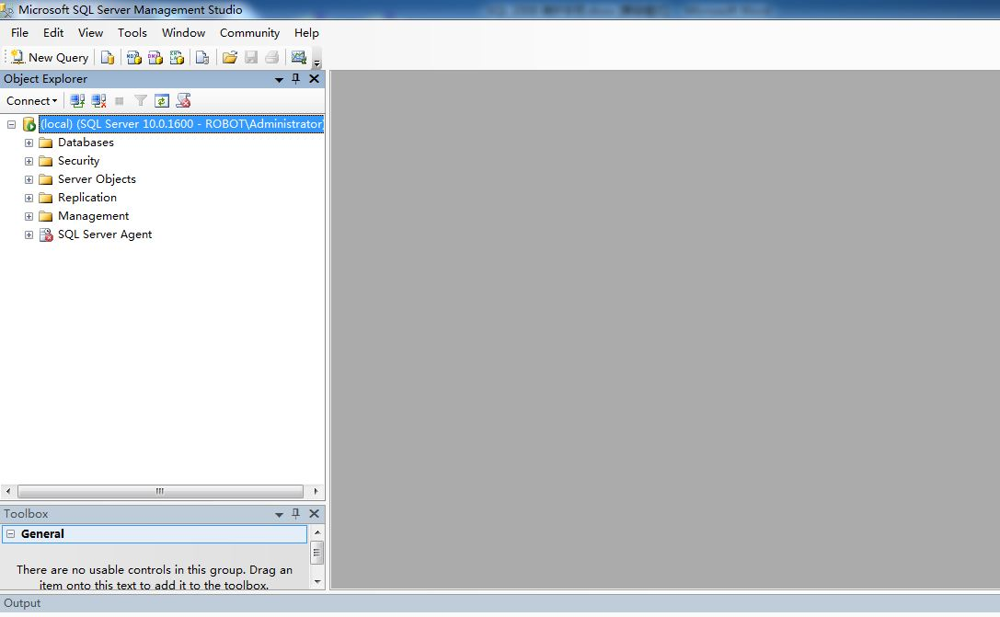 Microsoft SQL Server Management Studio
File Edit View Tools Window Community Help
New Query
Object Explorer
Connect
(local) (SQL Server 10.0.1600 - ROBOT\Administrator)
Databases
Security
Server Objects
Replication
Management
SQL Server Agent
Toolbox
General
There are no usable controls in this group. Drag an
item onto this text to add it to the toolbox.
Output